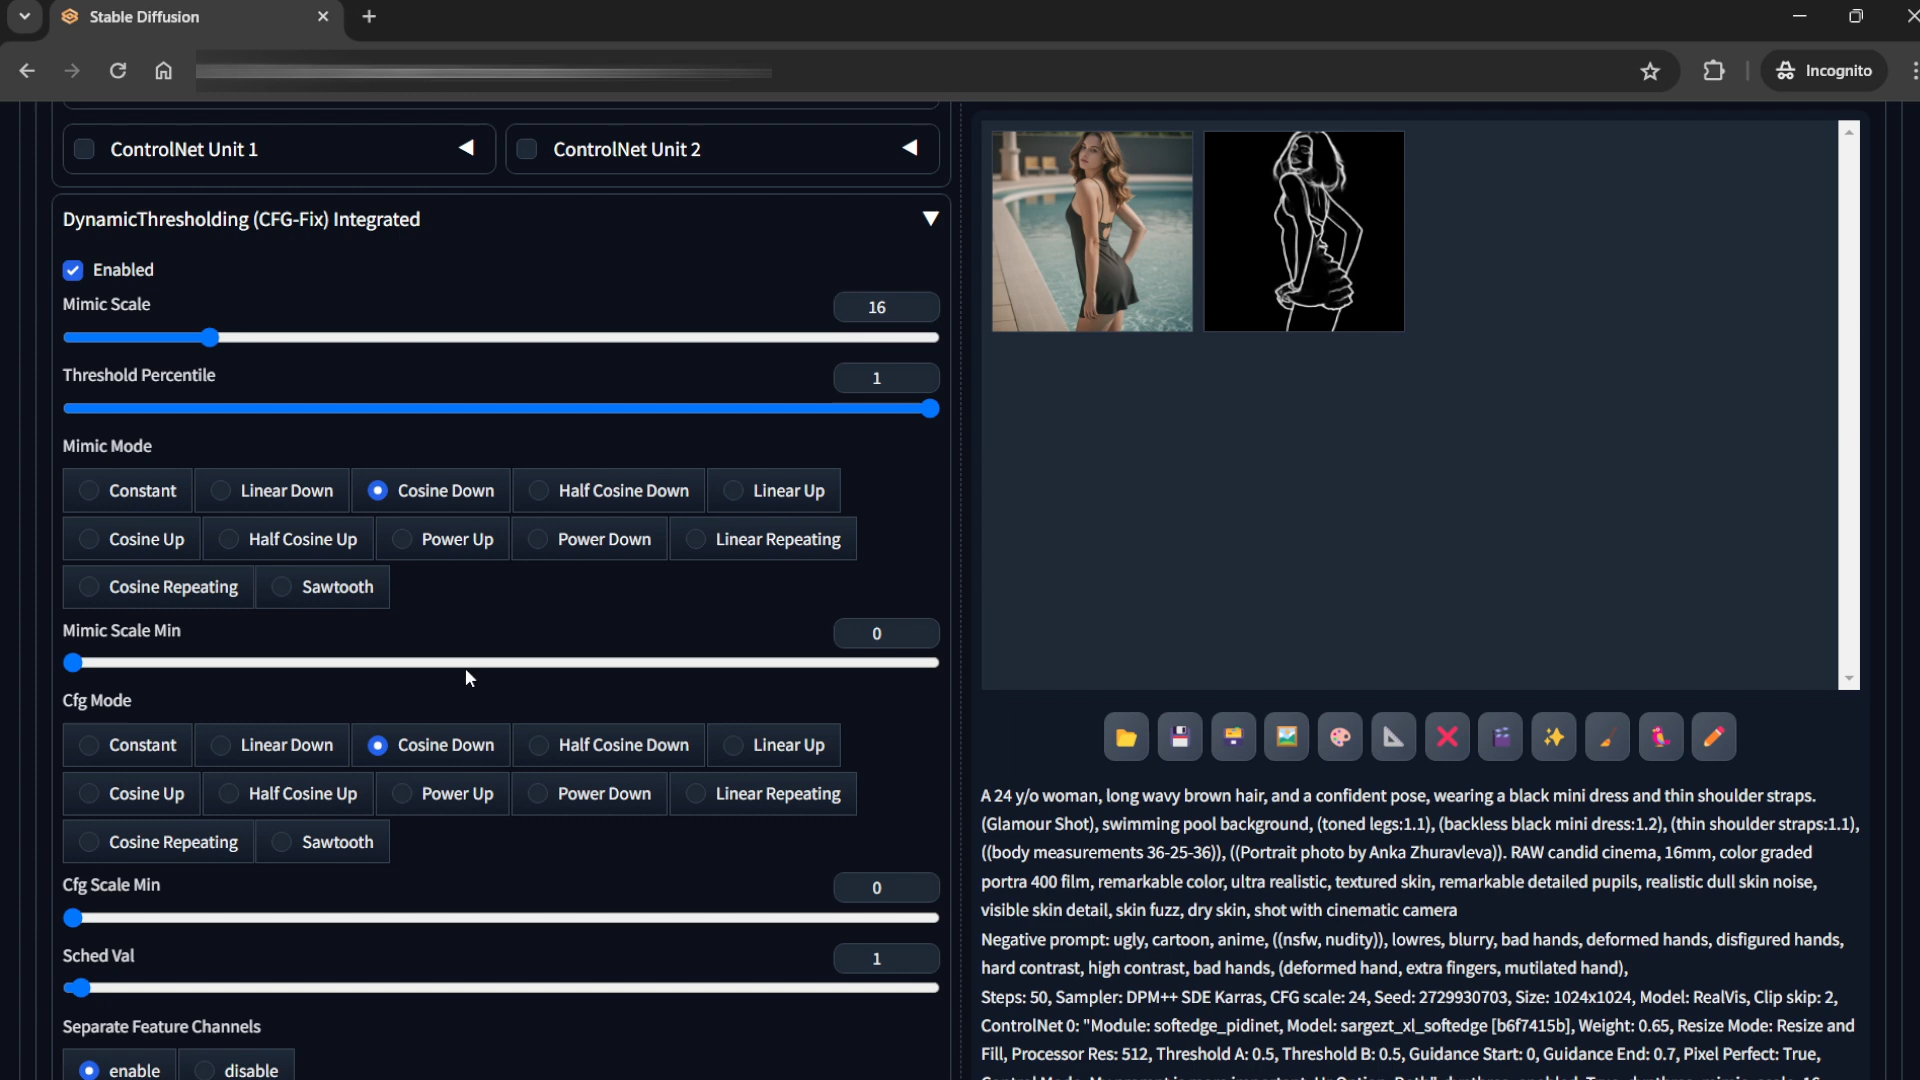 Stable Diffusion
Incognito
ControlNet Unit 1
ControlNet Unit 2
DynamicThresholding (CFG-Fix) Integrated
Enabled
Mimic Scale
16
Threshold Percentile
1
Mimic Mode
Constant Linear Down Cosine Down Half Cosine Down Linear Up
Cosine Up Half Cosine Up Power Up Power Down Linear Repeating
Cosine Repeating Sawtooth
Mimic Scale Min
0
Cfg Mode
Constant Linear Down Cosine Down Half Cosine Down Linear Up
Cosine Up Half Cosine Up Power Up Power Down Linear Repeating
Cosine Repeating Sawtooth
Cfg Scale Min
0
Sched Val
1
Separate Feature Channels
enable disable
A 24 y/o woman, long wavy brown hair, and a confident pose, wearing a black mini dress and thin shoulder straps.
(Glamour Shot), swimming pool background, (toned legs:1.1), (backless black mini dress:1.2), (thin shoulder straps:1.1),
((body measurements 36-25-36)), ((Portrait photo by Anka Zhuravleva)). RAW candid cinema, 16mm, color graded
portra 400 film, remarkable color, ultra realistic, textured skin, remarkable detailed pupils, realistic dull skin noise,
visible skin detail, skin fuzz, dry skin, shot with cinematic camera
Negative prompt: ugly, cartoon, anime, ((nsfw, nudity)), lowres, blurry, bad hands, deformed hands, disfigured hands,
hard contrast, high contrast, bad hands, (deformed hand, extra fingers, mutilated hand),
Steps: 50, Sampler: DPM++ SDE Karras, CFG scale: 24, Seed: 2729930703, Size: 1024x1024, Model: RealVis, Clip skip: 2,
ControlNet 0: "Module: softedge_pidinet, Model: sargezt_xl_softedge [b6f7415b], Weight: 0.65, Resize Mode: Resize and
Fill, Processor Res: 512, Threshold A: 0.5, Threshold B: 0.5, Guidance Start: 0, Guidance End: 0.7, Pixel Perfect: True,